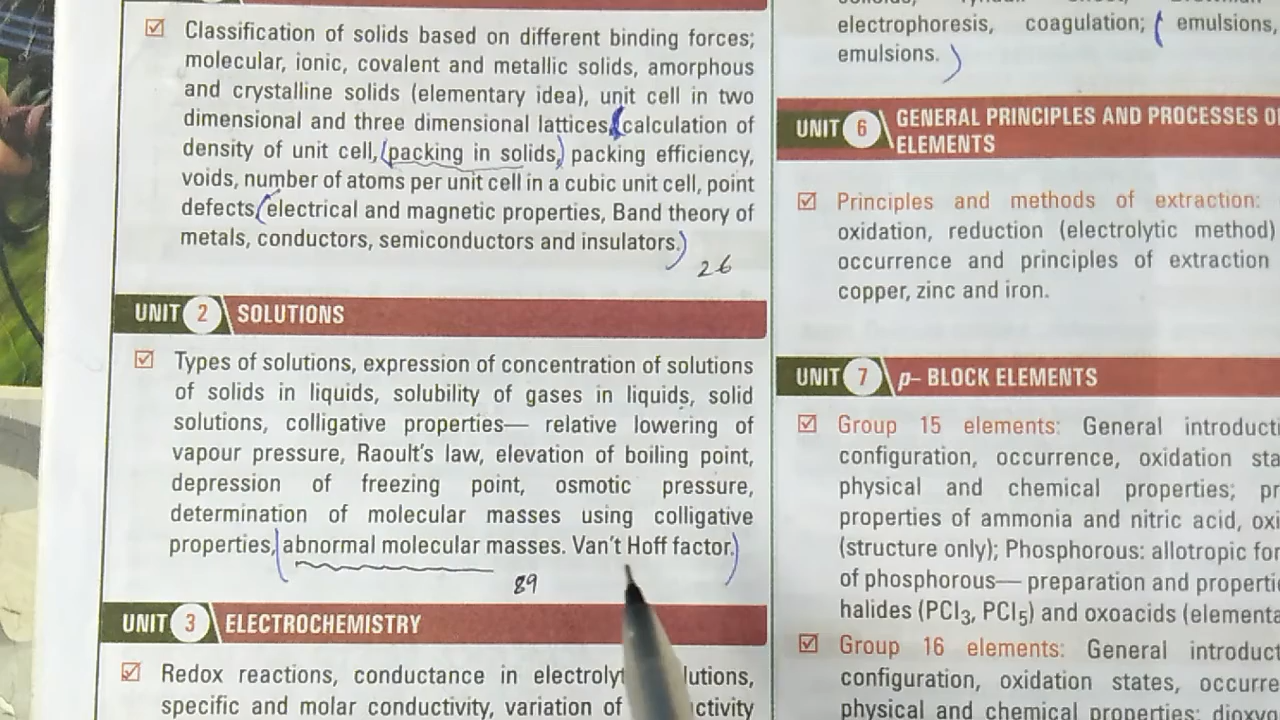 Classification of solids based on different binding forces;
molecular, ionic, covalent and metallic solids, amorphous
and crystalline solids (elementary idea), unit cell in two
dimensional and three dimensional lattices, calculation of
density of unit cell, packing in solids, packing efficiency,
voids, number of atoms per unit cell in a cubic unit cell, point
defects, electrical and magnetic properties, Band theory of
metals, conductors, semiconductors and insulators.
26
UNIT 2 SOLUTIONS
Types of solutions, expression of concentration of solutions
of solids in liquids, solubility of gases in liquids, solid
solutions, colligative properties— relative lowering of
vapour pressure, Raoult's law, elevation of boiling point,
depression of freezing point, osmotic pressure,
determination of molecular masses using colligative
properties, abnormal molecular masses. Van't Hoff factor.
89
UNIT 3 ELECTROCHEMISTRY
Redox reactions, conductance in
specific and molar conductivity, variation of
electrophoresis, coagulation; emulsions,
emulsions.
UNIT 6 GENERAL PRINCIPLES AND PROCESSES
ELEMENTS
Principles and methods of extraction:
oxidation, reduction (electrolytic method)
occurrence and principles of extraction
copper, zinc and iron.
UNIT 7 p– BLOCK ELEMENTS
Group 15 elements: General
configuration, occurrence, oxidation
physical and chemical properties;
properties of ammonia and nitric acid,
(structure only); Phosphorous: allotropic
of phosphorous— preparation and
halides (PCl3, PCl5) and oxoacids
Group 16 elements: General
configuration, oxidation states,
physical and chemical properties;